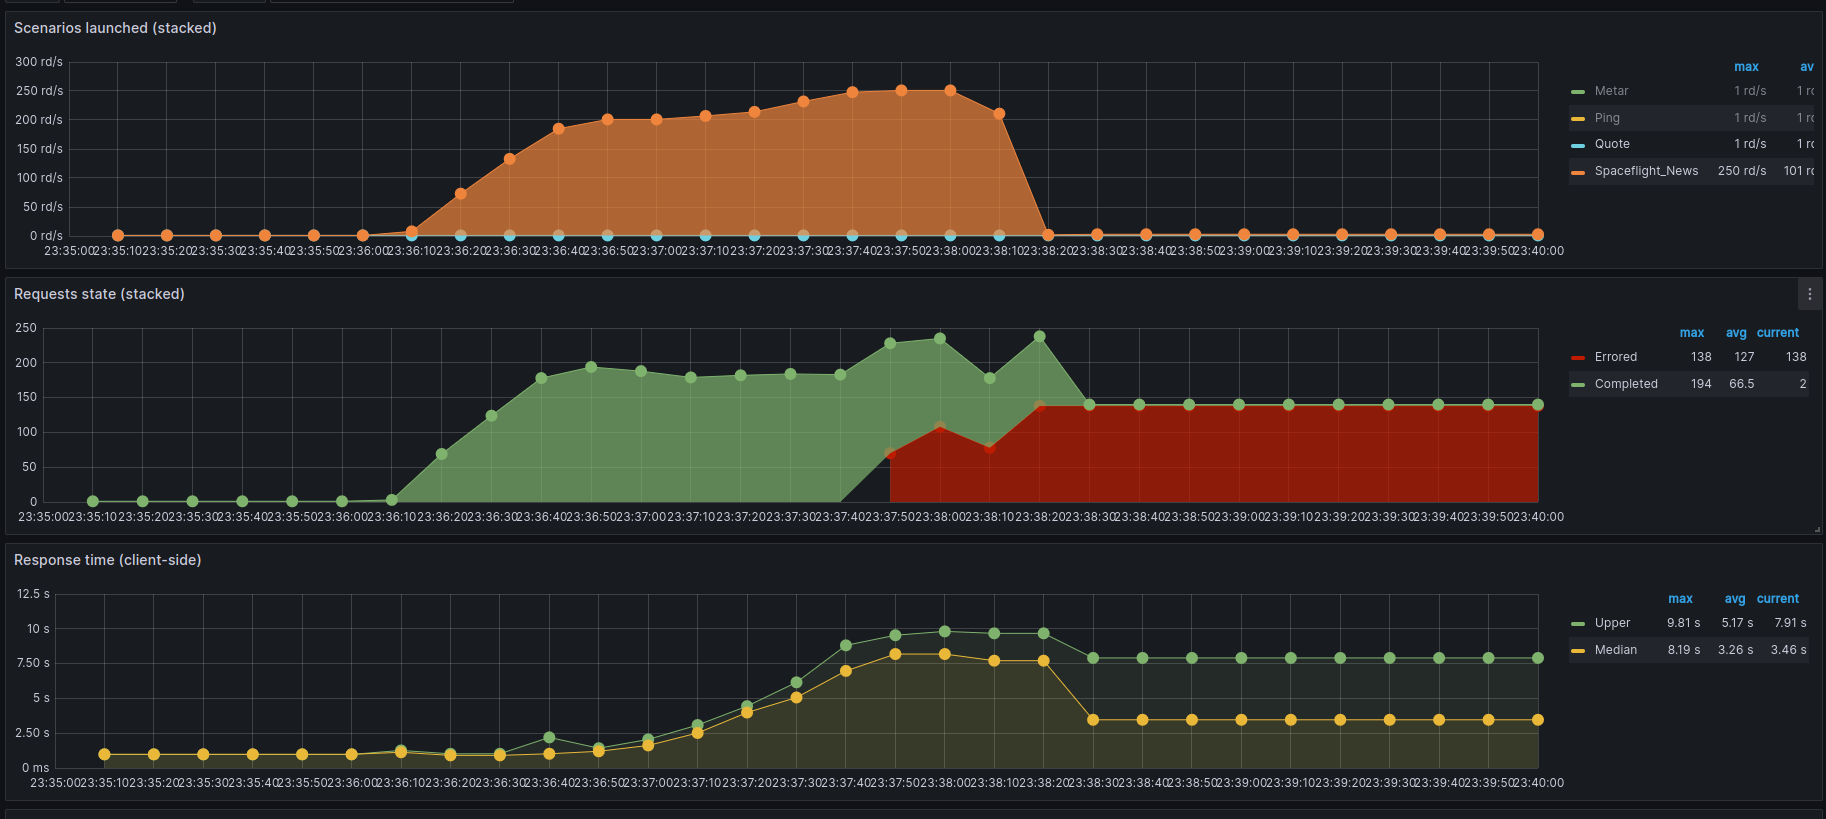 Scenarios launched (stacked)
300 rd/s
250 rd/s
200 rd/s
150 rd/s
100 rd/s
50 rd/s
0 rd/s
23:35:00 23:35:10 23:35:20 23:35:30 23:35:40 23:35:50 23:36:00 23:36:10 23:36:20 23:36:30 23:36:40 23:36:50 23:37:00 23:37:10 23:37:20 23:37:30 23:37:40 23:37:50 23:38:00 23:38:10 23:38:20 23:38:30 23:38:40 23:38:50 23:39:00 23:39:10 23:39:20 23:39:30 23:39:40 23:39:50 23:40:00
max av
Metar 1 rd/s 1 rd
Ping 1 rd/s 1 rd
Quote 1 rd/s 1 rd
Spaceflight_News 250 rd/s 101 rd
Requests state (stacked)
250
200
150
100
50
0
23:35:00 23:35:10 23:35:20 23:35:30 23:35:40 23:35:50 23:36:00 23:36:10 23:36:20 23:36:30 23:36:40 23:36:50 23:37:00 23:37:10 23:37:20 23:37:30 23:37:40 23:37:50 23:38:00 23:38:10 23:38:20 23:38:30 23:38:40 23:38:50 23:39:00 23:39:10 23:39:20 23:39:30 23:39:40 23:39:50 23:40:00
max avg current
Errored 138 127 138
Completed 194 66.5 2
Response time (client-side)
12.5 s
10 s
7.50 s
5 s
2.50 s
0 ms
23:35:00 23:35:10 23:35:20 23:35:30 23:35:40 23:35:50 23:36:00 23:36:10 23:36:20 23:36:30 23:36:40 23:36:50 23:37:00 23:37:10 23:37:20 23:37:30 23:37:40 23:37:50 23:38:00 23:38:10 23:38:20 23:38:30 23:38:40 23:38:50 23:39:00 23:39:10 23:39:20 23:39:30 23:39:40 23:39:50 23:40:00
max avg current
Upper 9.81 s 5.17 s 7.91 s
Median 8.19 s 3.26 s 3.46 s